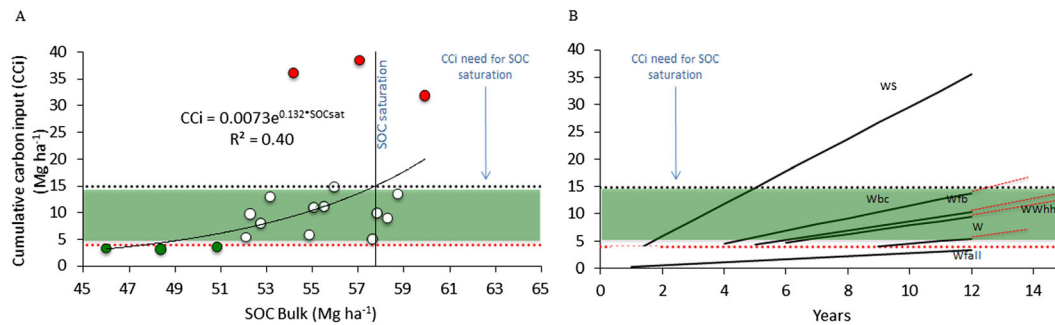 A
Cumulative carbon input (CCi)
(Mg ha-1)
40
35
30
25
20
15
10
5
0
CCi = 0.0073e0.132*SOCsat
R² = 0.40
SOC saturation
CCi need for SOC
saturation
45 47 49 51 53 55 57 59 61 63 65
SOC Bulk (Mg ha-1)
B
40
35
30
25
20
15
10
5
0
CCi need for SOC
saturation
WS
Wbc
Wfb
WWhh
W
Wfall
0 2 4 6 8 10 12 14
Years